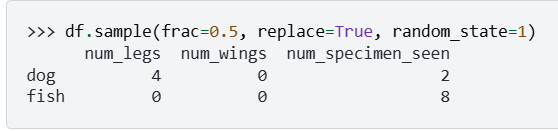 >>> df.sample(frac=0.5, replace=True, random_state=1)
num_legs num_wings num_specimen_seen
dog 4 0 2
fish 0 0 8